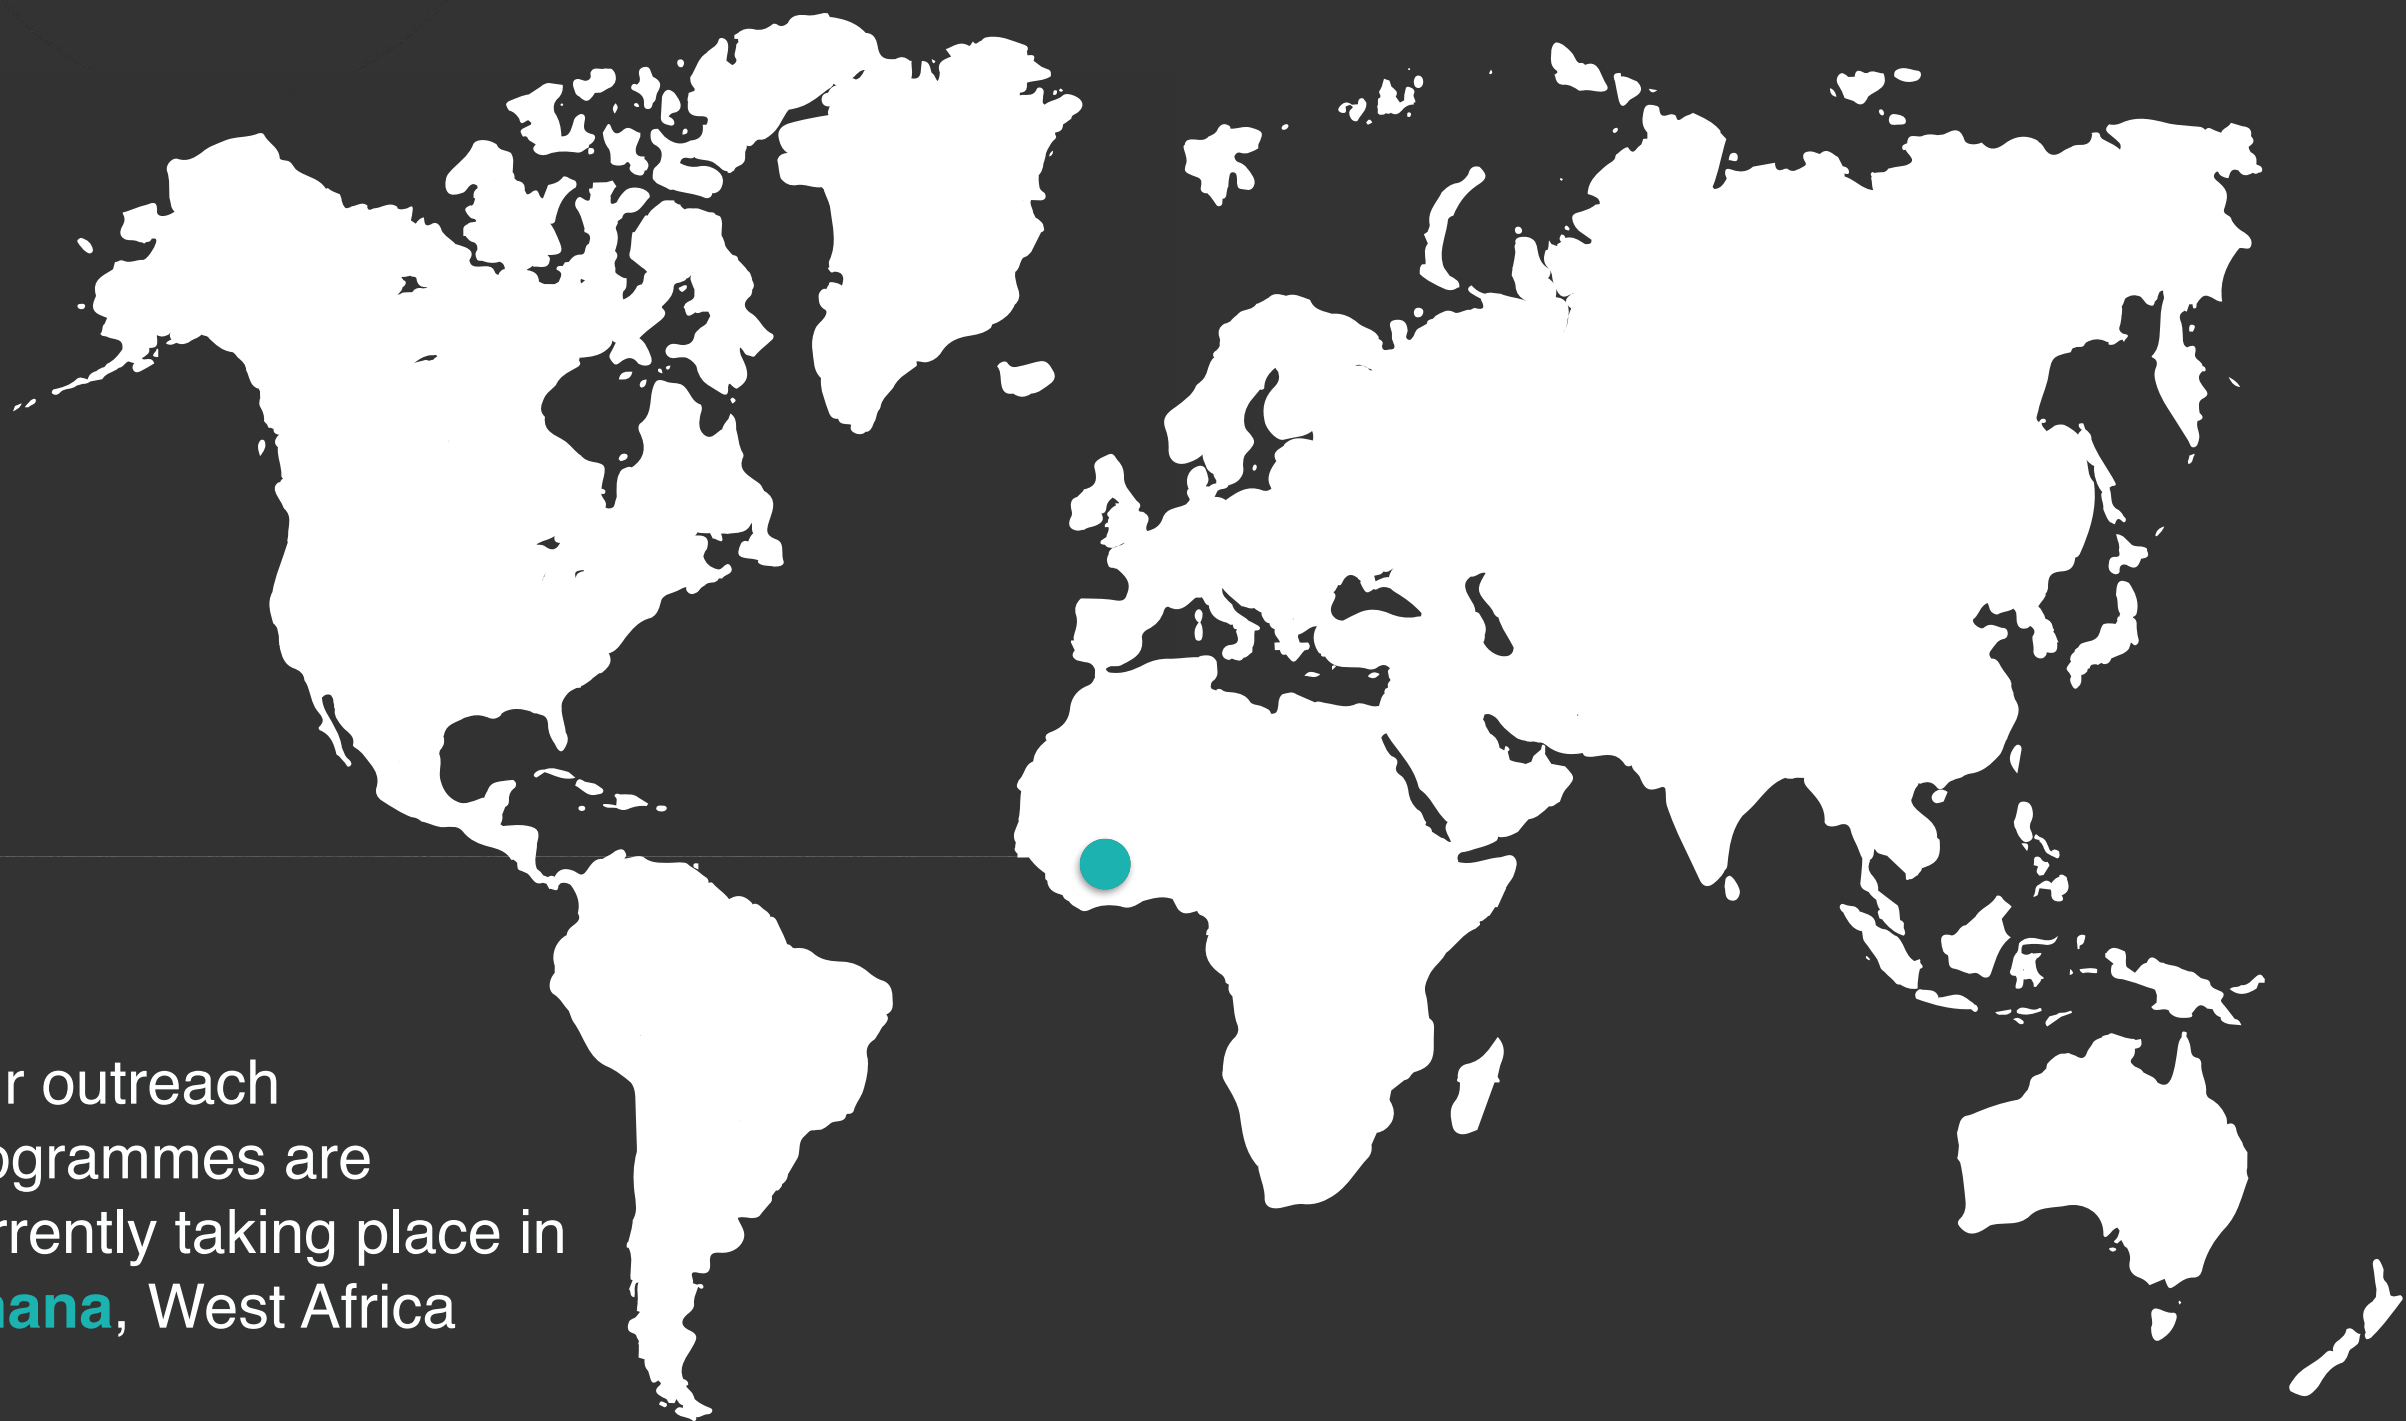 r outreach
ogrammes are
rrently taking place in
ana, West Africa